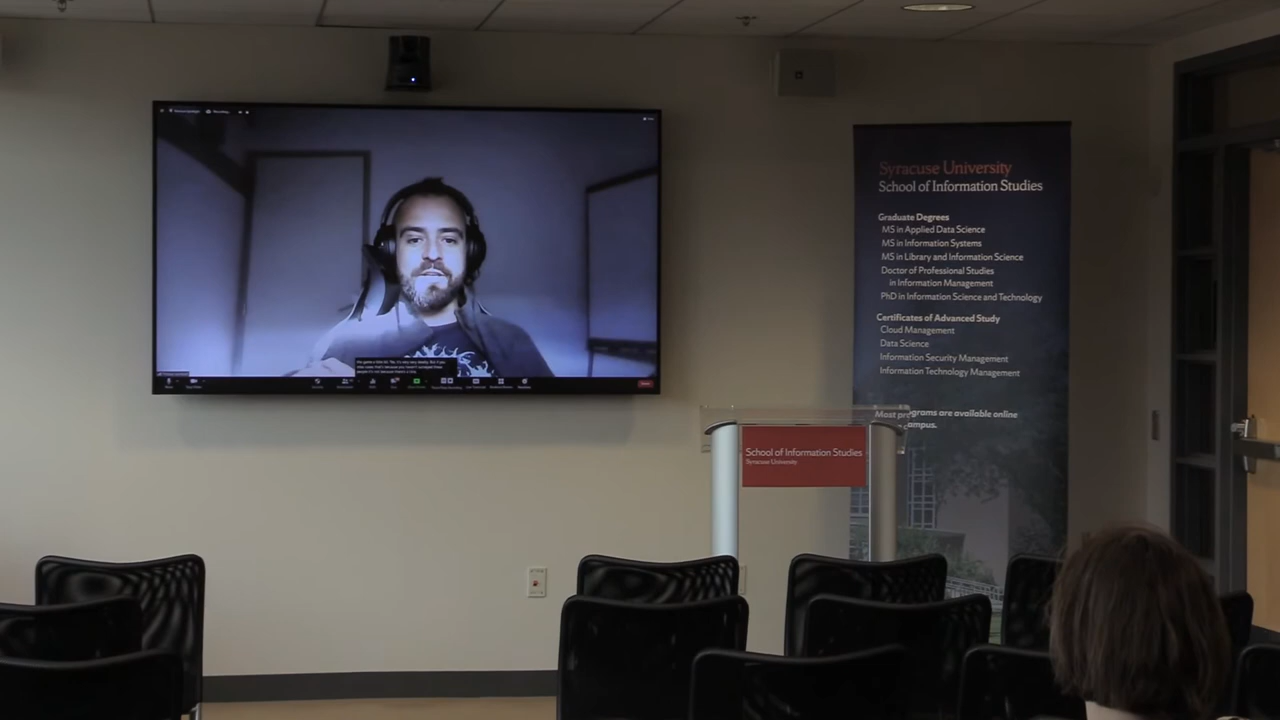 Syracuse University
School of Information Studies
Graduate Degrees
MS in Applied Data Science
MS in Information Systems
MS in Library and Information Science
Doctor of Professional Studies
in Information Management
PhD in Information Science and Technology
Certificates of Advanced Study
Cloud Management
Data Science
Information Security Management
Information Technology Management
Most programs are available online
campus.
School of Information Studies
Syracuse University